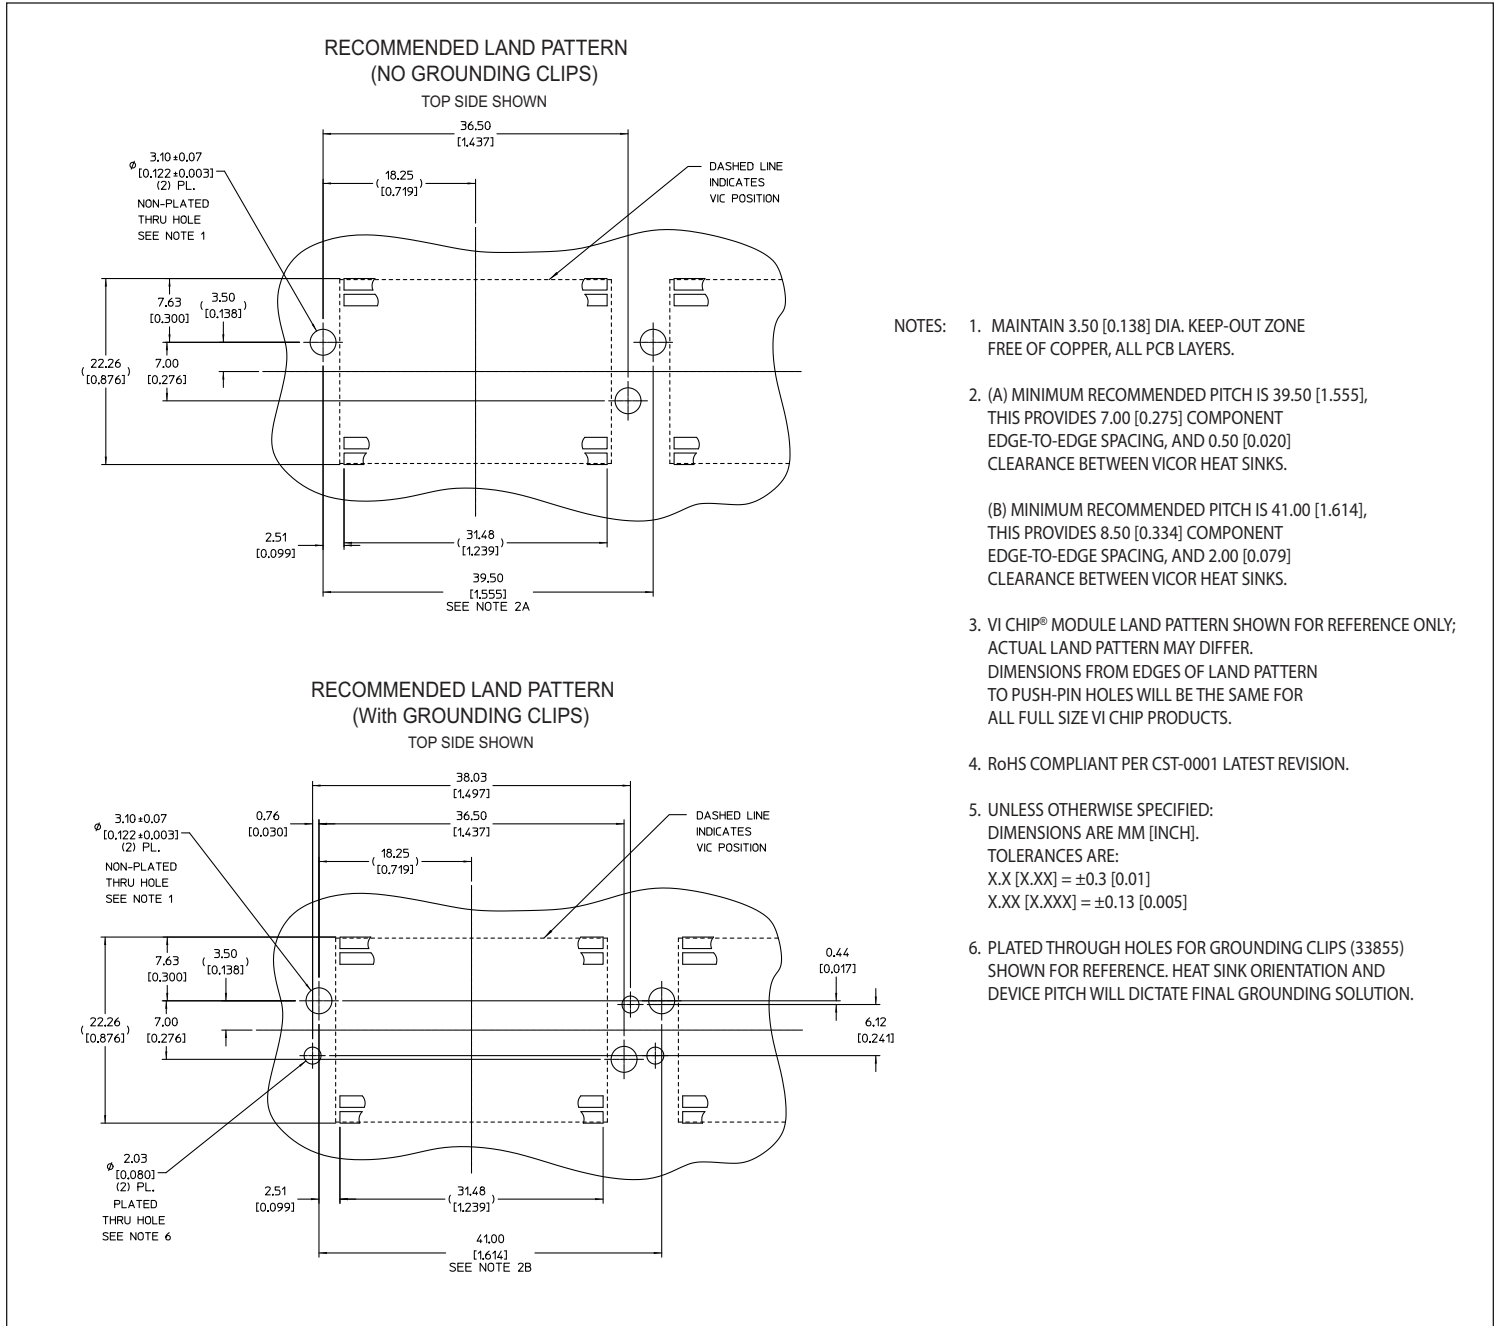 RECOMMENDED LAND PATTERN
(NO GROUNDING CLIPS)
TOP SIDE SHOWN
36.50
[1.437]
ø 3.10 ±0.07
[0.122 ±0.003]
(2) PL.
NON-PLATED
THRU HOLE
SEE NOTE 1
(18.25)
[0.719]
DASHED LINE
INDICATES
VIC POSITION
7.63
[0.300]
(3.50)
[0.138]
(22.26)
[0.876]
7.00
[0.276]
2.51
[0.099]
(31.48)
[1.239]
39.50
[1.555]
SEE NOTE 2A
RECOMMENDED LAND PATTERN
(With GROUNDING CLIPS)
TOP SIDE SHOWN
38.03
[1.497]
ø 3.10 ±0.07
[0.122 ±0.003]
(2) PL.
NON-PLATED
THRU HOLE
SEE NOTE 1
0.76
[0.030]
36.50
[1.437]
(18.25)
[0.719]
DASHED LINE
INDICATES
VIC POSITION
7.63
[0.300]
(3.50)
[0.138]
0.44
[0.017]
(22.26)
[0.876]
7.00
[0.276]
6.12
[0.241]
ø 2.03
[0.080]
(2) PL.
PLATED
THRU HOLE
SEE NOTE 6
2.51
[0.099]
(31.48)
[1.239]
41.00
[1.614]
SEE NOTE 2B
NOTES: 1. MAINTAIN 3.50 [0.138] DIA. KEEP-OUT ZONE
FREE OF COPPER, ALL PCB LAYERS.
2. (A) MINIMUM RECOMMENDED PITCH IS 39.50 [1.555],
THIS PROVIDES 7.00 [0.275] COMPONENT
EDGE-TO-EDGE SPACING, AND 0.50 [0.020]
CLEARANCE BETWEEN VICOR HEAT SINKS.
(B) MINIMUM RECOMMENDED PITCH IS 41.00 [1.614],
THIS PROVIDES 8.50 [0.334] COMPONENT
EDGE-TO-EDGE SPACING, AND 2.00 [0.079]
CLEARANCE BETWEEN VICOR HEAT SINKS.
3. VI CHIP® MODULE LAND PATTERN SHOWN FOR REFERENCE ONLY;
ACTUAL LAND PATTERN MAY DIFFER.
DIMENSIONS FROM EDGES OF LAND PATTERN
TO PUSH-PIN HOLES WILL BE THE SAME FOR
ALL FULL SIZE VI CHIP PRODUCTS.
4. RoHS COMPLIANT PER CST-0001 LATEST REVISION.
5. UNLESS OTHERWISE SPECIFIED:
DIMENSIONS ARE MM [INCH].
TOLERANCES ARE:
X.X [X.XX] = ±0.3 [0.01]
X.XX [X.XXX] = ±0.13 [0.005]
6. PLATED THROUGH HOLES FOR GROUNDING CLIPS (33855)
SHOWN FOR REFERENCE. HEAT SINK ORIENTATION AND
DEVICE PITCH WILL DICTATE FINAL GROUNDING SOLUTION.